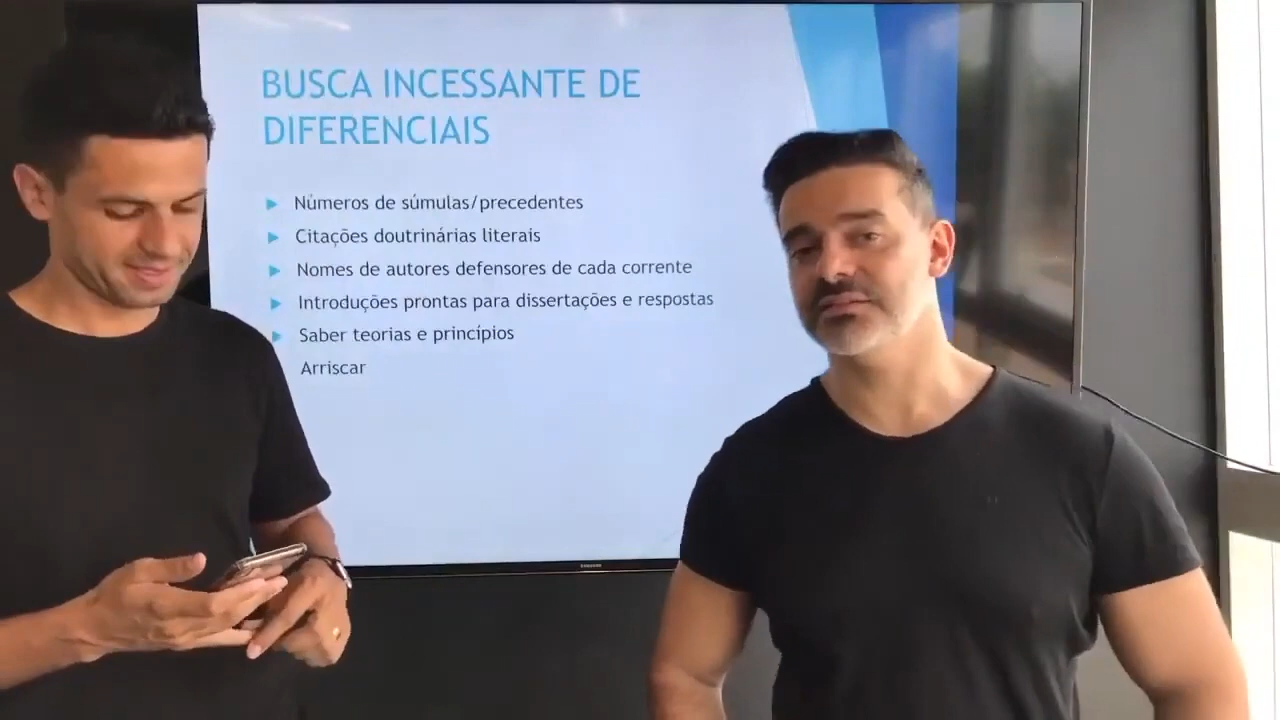 BUSCA INCESSANTE DE
DIFERENCIAIS
Números de súmulas/precedentes
Citações doutrinárias literais
Nomes de autores defensores de cada corrente
Introduções prontas para dissertações e respostas
Saber teorias e princípios
Arriscar
SAMSUNG